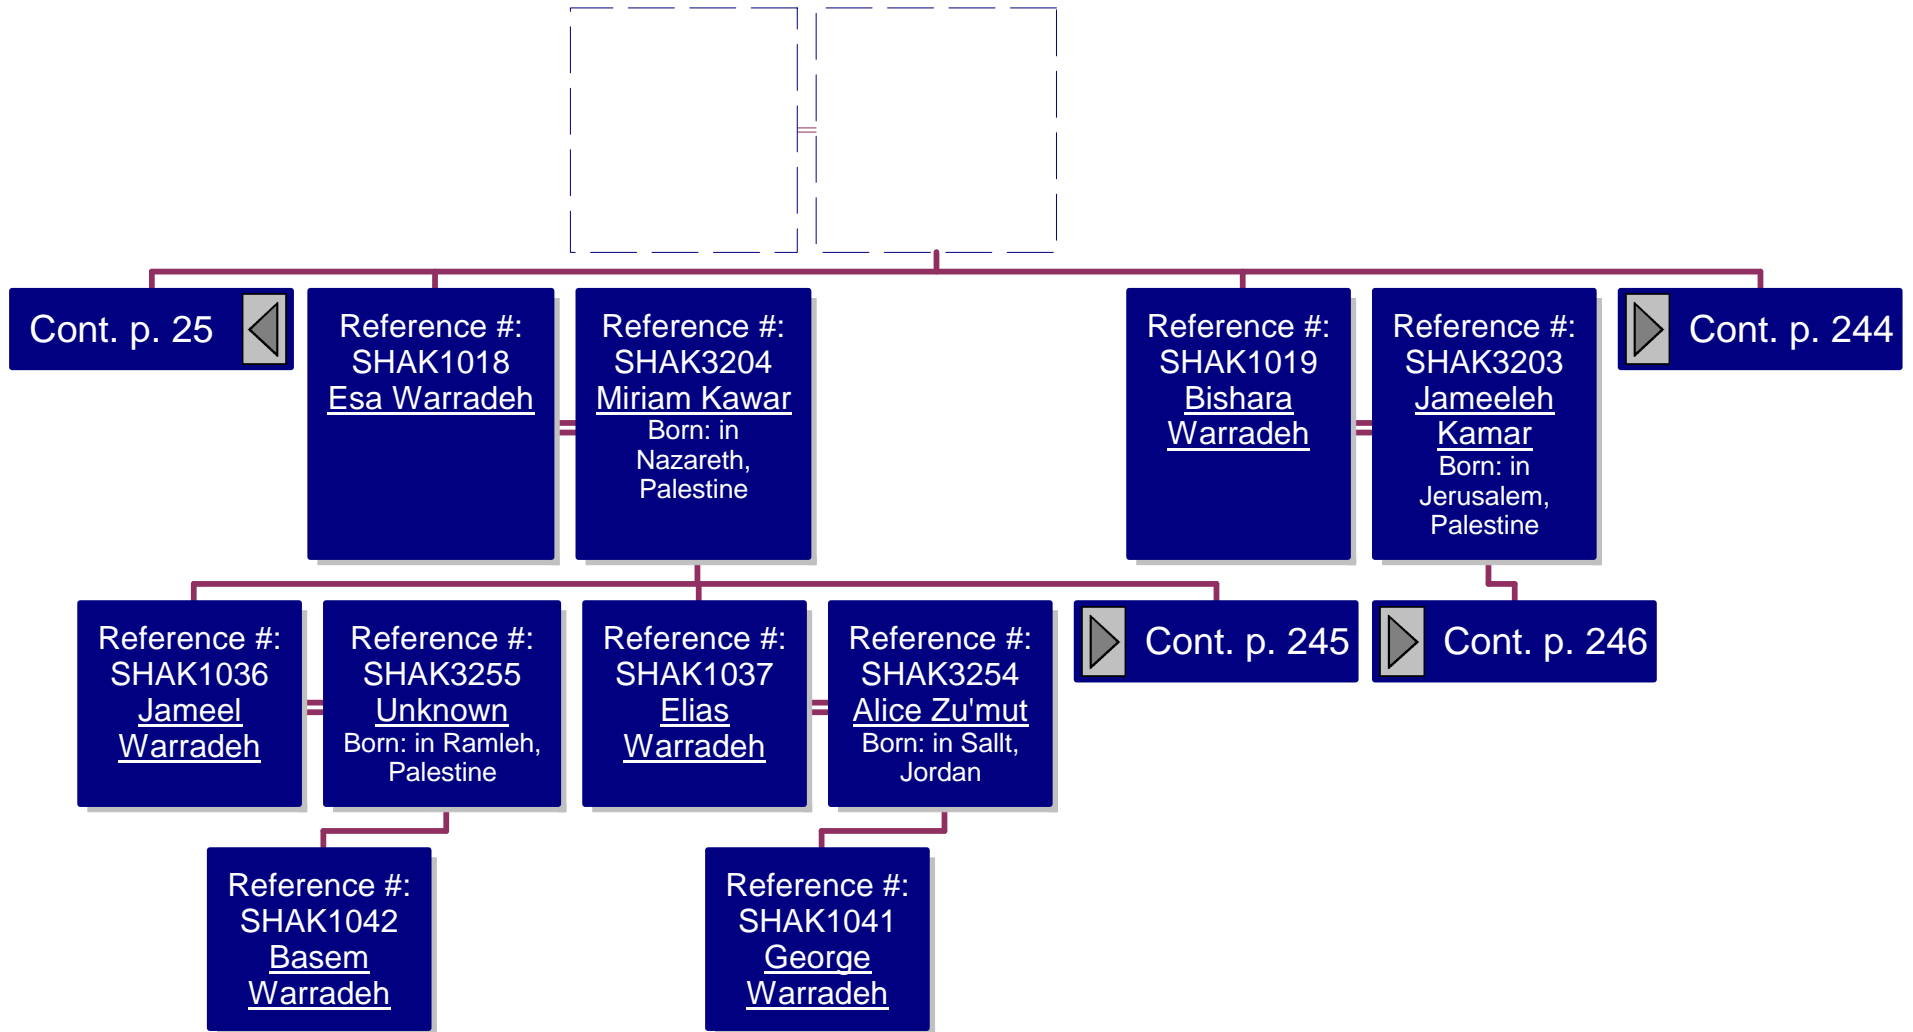 Cont. p. 25
Reference #:
SHAK1018
Esa Warradeh
Reference #:
SHAK3204
Miriam Kawar
Born: in
Nazareth,
Palestine
Reference #:
SHAK1019
Bishara
Warradeh
Reference #:
SHAK3203
Jameeleh
Kamar
Born: in
Jerusalem,
Palestine
Cont. p. 244
Reference #:
SHAK1036
Jameel
Warradeh
Reference #:
SHAK3255
Unknown
Born: in Ramleh,
Palestine
Reference #:
SHAK1037
Elias
Warradeh
Reference #:
SHAK3254
Alice Zu'mut
Born: in Sallt,
Jordan
Cont. p. 245
Cont. p. 246
Reference #:
SHAK1042
Basem
Warradeh
Reference #:
SHAK1041
George
Warradeh